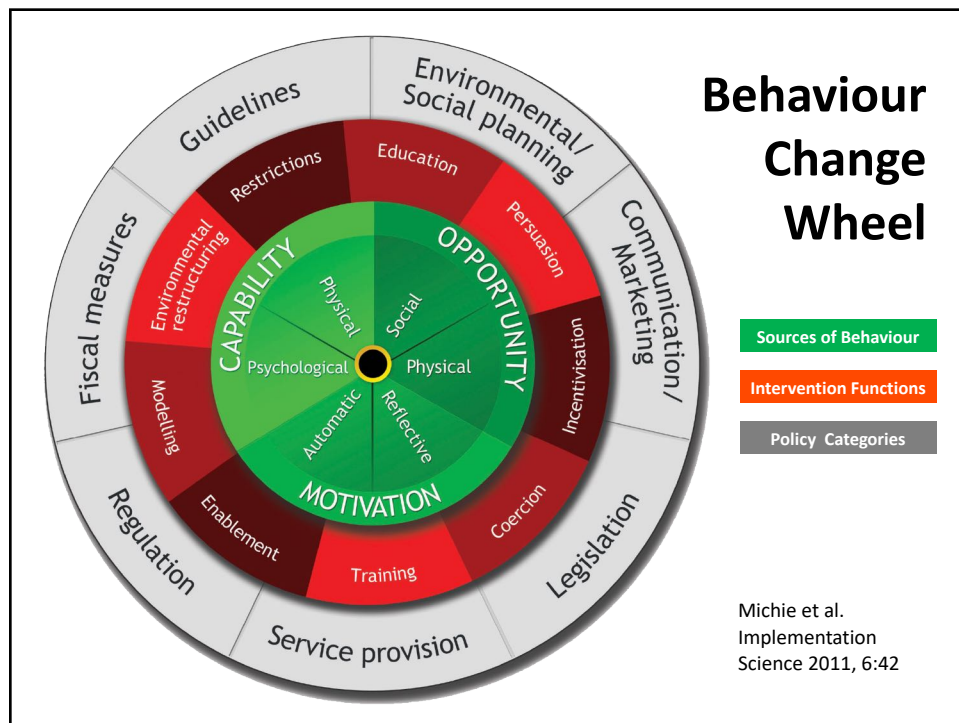 Behaviour
Change
Wheel
Guidelines
Environmental/
Social planning
Communication/
Marketing
Legislation
Service provision
Regulation
Fiscal measures
Restrictions
Education
Persuasion
Incentivisation
Coercion
Training
Enablement
Modelling
Environmental
restructuring
CAPABILITY
OPPORTUNITY
MOTIVATION
Physical
Social
Psychological
Physical
Automatic
Reflective
Sources of Behaviour
Intervention Functions
Policy Categories
Michie et al.
Implementation
Science 2011, 6:42